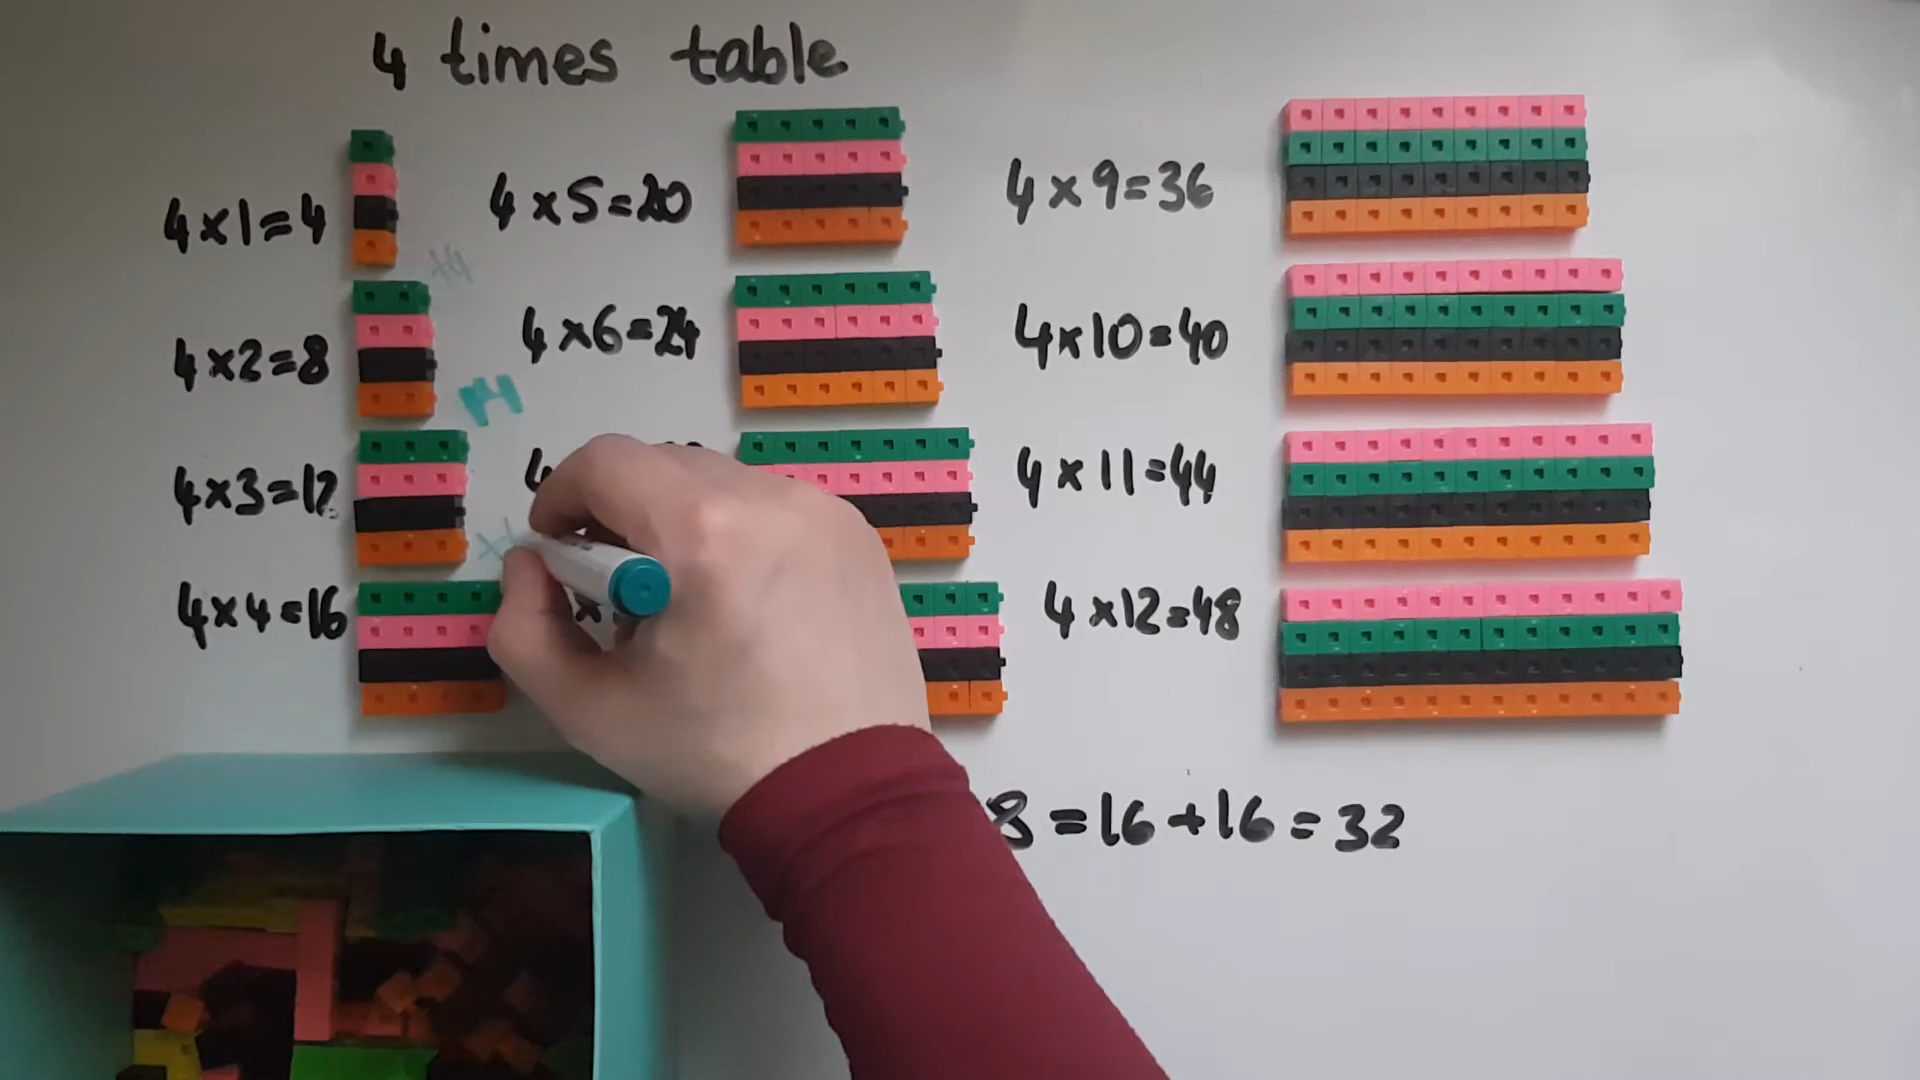 4 times table
4 x 1 = 4
+4
4 x 2 = 8
4 x 3 = 12
4 x 4 = 16
4 x 5 = 20
4 x 6 = 24
4
x
4 x 9 = 36
4 x 10 = 40
4 x 11 = 44
4 x 12 = 48
8 = 16 + 16 = 32